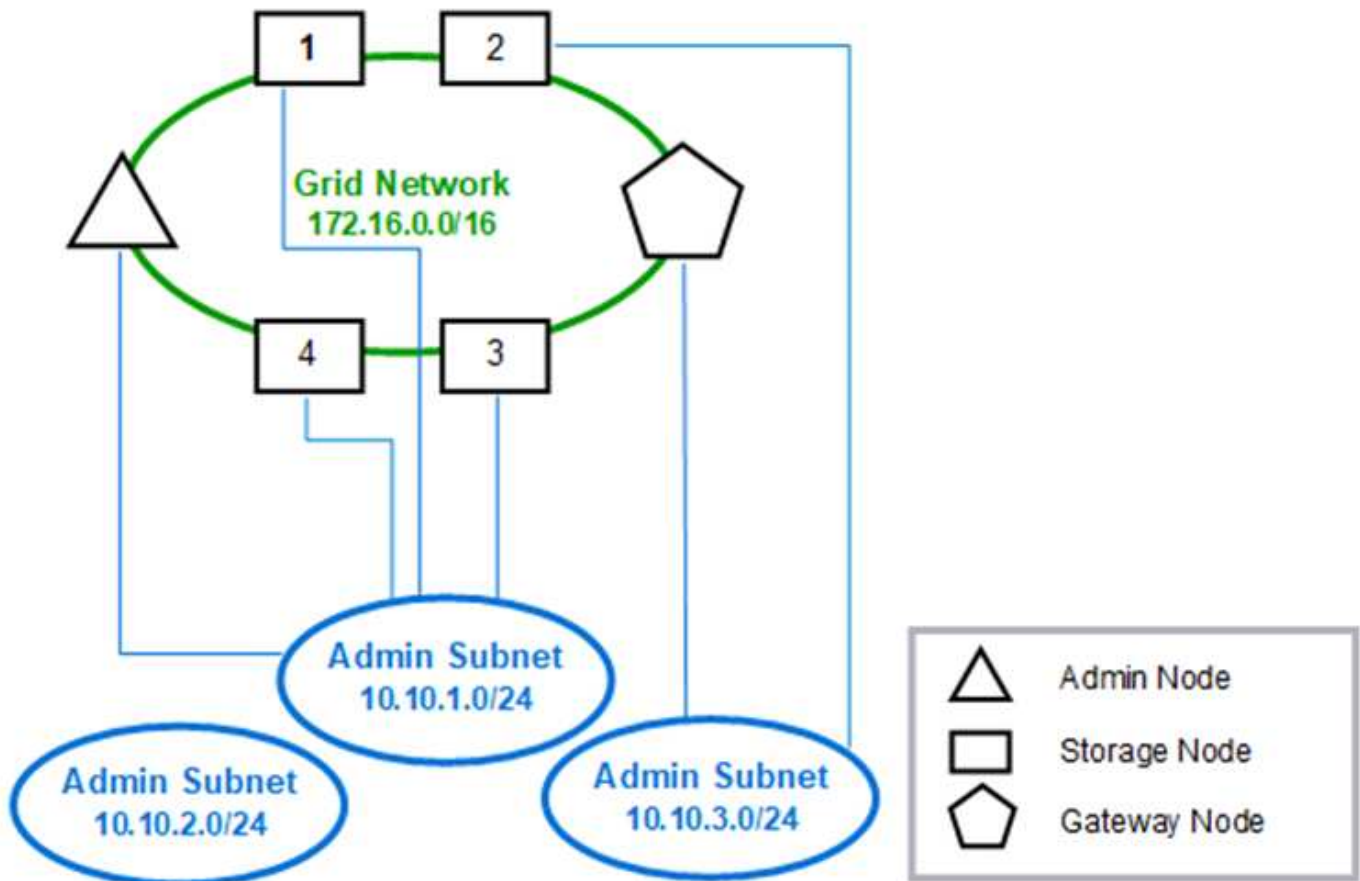 1
2
Grid Network
172.16.0.0/16
4
3
Admin Subnet
10.10.1.0/24
Admin Subnet
10.10.2.0/24
Admin Subnet
10.10.3.0/24
Admin Node
Storage Node
Gateway Node